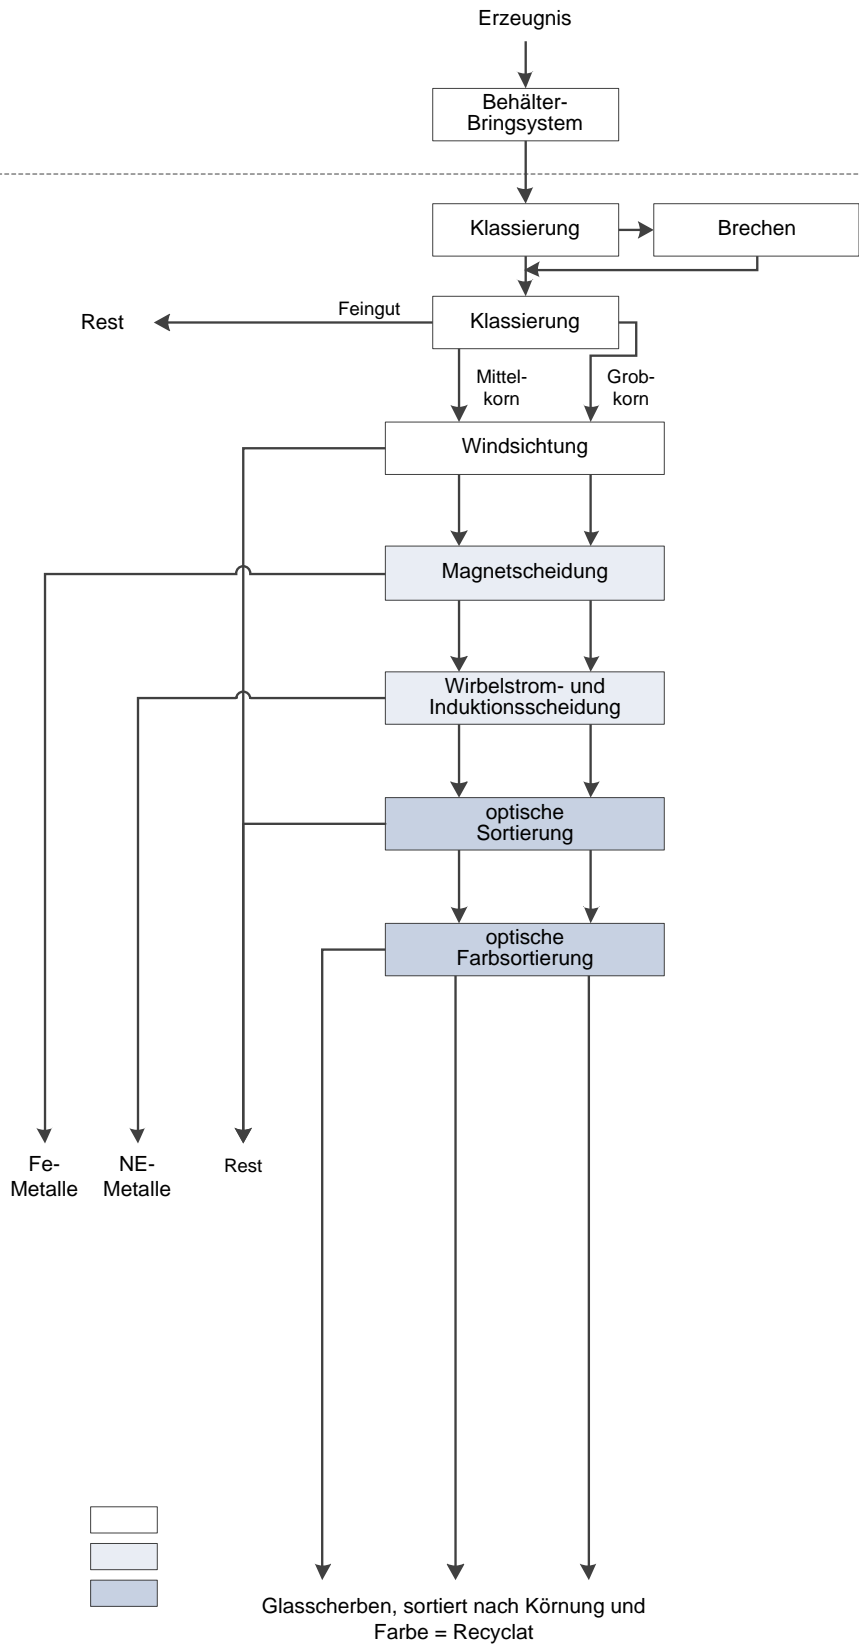 Erzeugnis
Behälter-
Bringsystem
Klassierung
Brechen
Feingut
Rest
Klassierung
Mittel-
korn
Grob-
korn
Windsichtung
Magnetscheidung
Wirbelstrom- und
Induktionsscheidung
optische
Sortierung
optische
Farbsortierung
Fe-
Metalle
NE-
Metalle
Rest
Glasscherben, sortiert nach Körnung und
Farbe = Recyclat